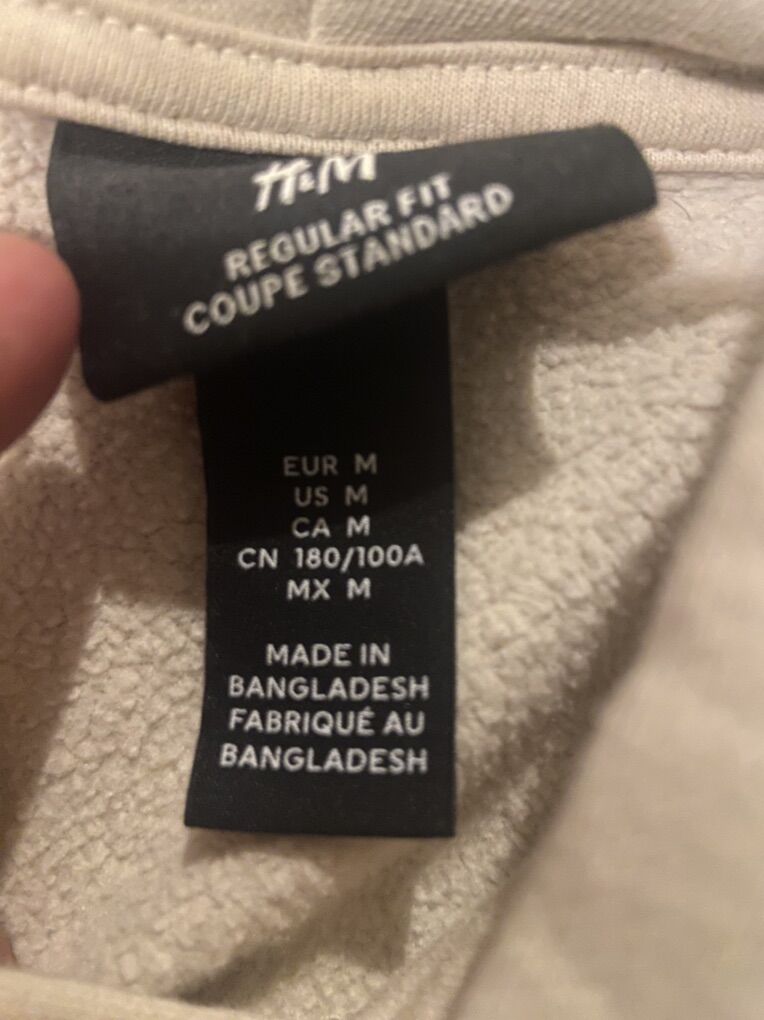 H&M
REGULAR FIT
COUPE STANDARD
EUR M
US M
CA M
CN 180/100A
MX M
MADE IN
BANGLADESH
FABRIQUÉ AU
BANGLADESH